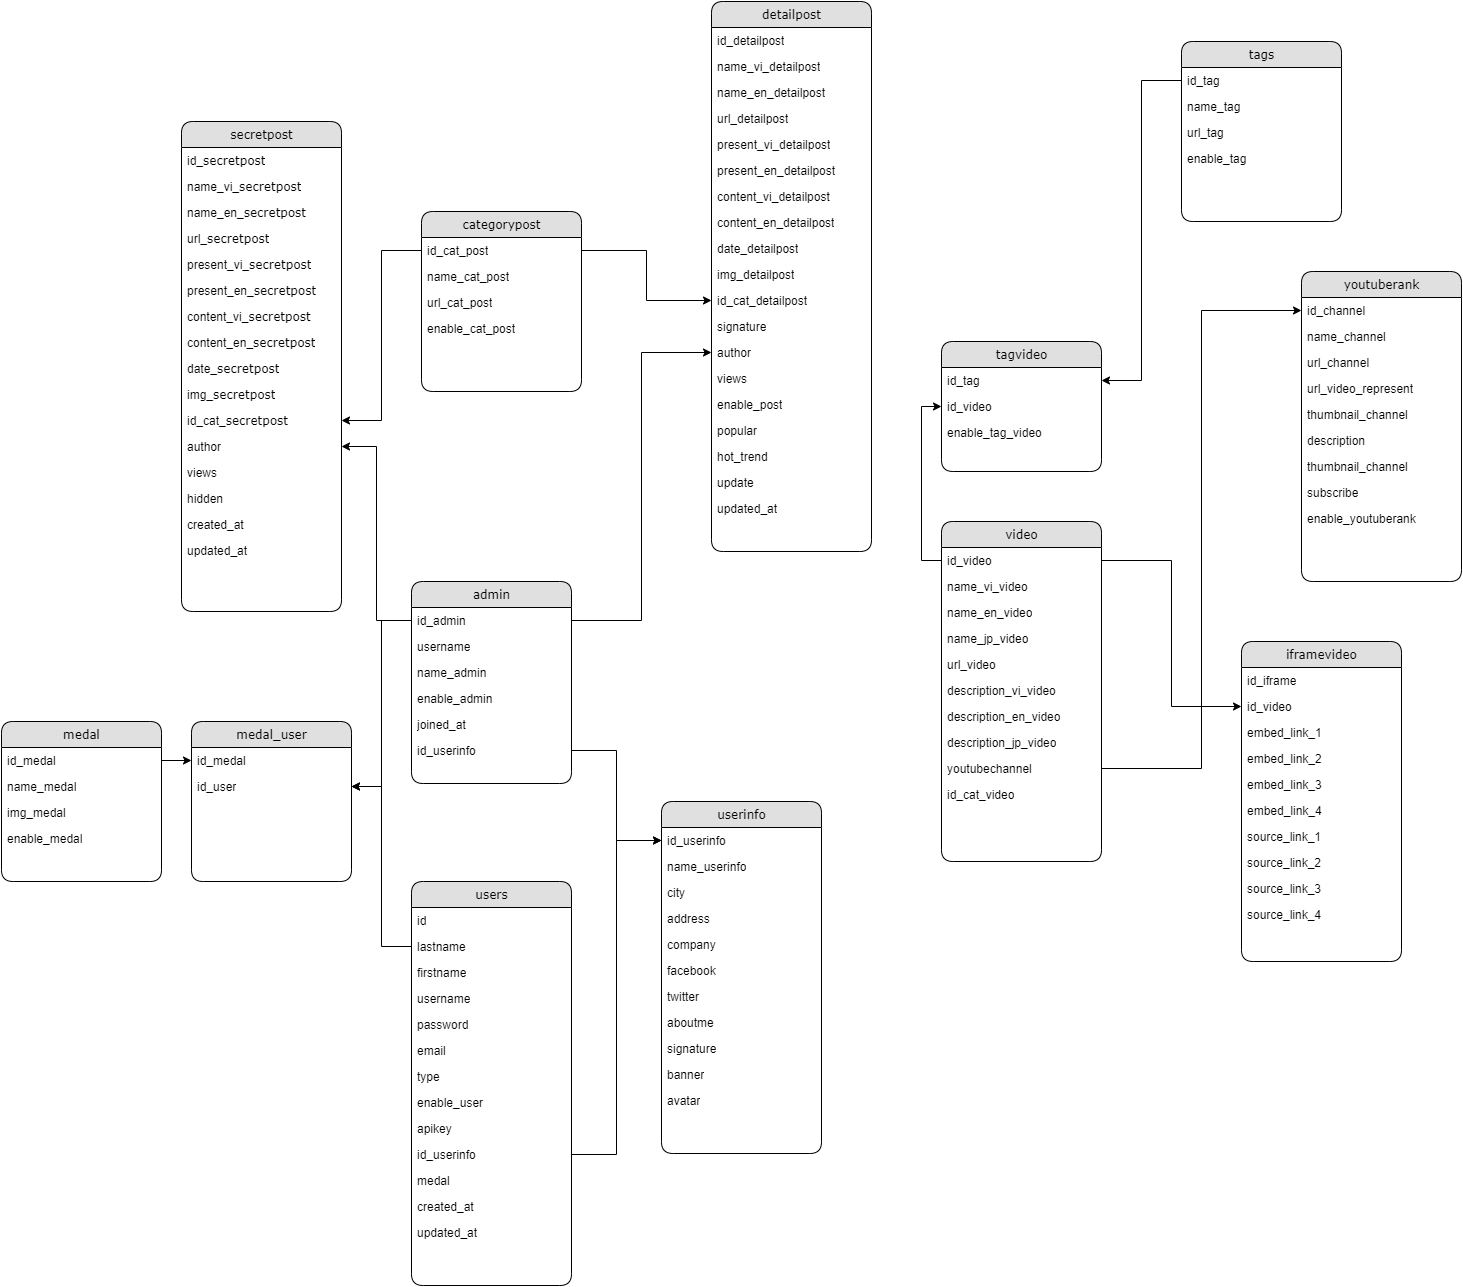 detailpost
id_detailpost
name_vi_detailpost
name_en_detailpost
url_detailpost
present_vi_detailpost
present_en_detailpost
content_vi_detailpost
content_en_detailpost
date_detailpost
img_detailpost
id_cat_detailpost
signature
author
views
enable_post
popular
hot_trend
update
updated_at
tags
id_tag
name_tag
url_tag
enable_tag
secretpost
id_secretpost
name_vi_secretpost
name_en_secretpost
url_secretpost
present_vi_secretpost
present_en_secretpost
content_vi_secretpost
content_en_secretpost
date_secretpost
img_secretpost
id_cat_secretpost
author
views
hidden
created_at
updated_at
categorypost
id_cat_post
name_cat_post
url_cat_post
enable_cat_post
youtuberank
id_channel
name_channel
url_channel
url_video_represent
thumbnail_channel
description
thumbnail_channel
subscribe
enable_youtuberank
tagvideo
id_tag
id_video
enable_tag_video
video
id_video
name_vi_video
name_en_video
name_jp_video
url_video
description_vi_video
description_en_video
description_jp_video
youtubechannel
id_cat_video
admin
id_admin
username
name_admin
enable_admin
joined_at
id_userinfo
iframevideo
id_iframe
id_video
embed_link_1
embed_link_2
embed_link_3
embed_link_4
source_link_1
source_link_2
source_link_3
source_link_4
medal
id_medal
name_medal
img_medal
enable_medal
medal_user
id_medal
id_user
userinfo
id_userinfo
name_userinfo
city
address
company
facebook
twitter
aboutme
signature
banner
avatar
users
id
lastname
firstname
username
password
email
type
enable_user
apikey
id_userinfo
medal
created_at
updated_at